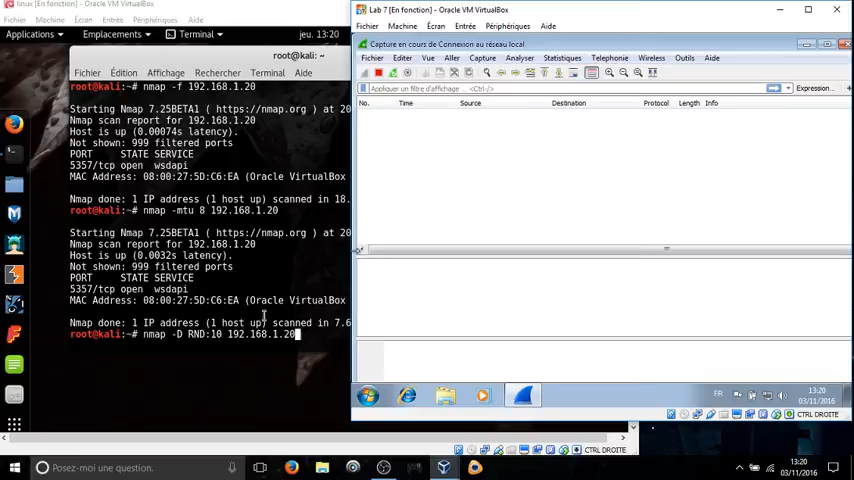 linux [En fonction] - Oracle VM VirtualBox
Fichier Machine Écran Entrée Périphériques Aide
Applications Emplacements Terminal jeu. 13:20
root@kali: ~
Fichier Édition Affichage Rechercher Terminal Aide
root@kali:~# nmap -f 192.168.1.20
Starting Nmap 7.25BETA1 ( https://nmap.org ) at 20
Nmap scan report for 192.168.1.20
Host is up (0.00074s latency).
Not shown: 999 filtered ports
PORT STATE SERVICE
5357/tcp open wsdapi
MAC Address: 08:00:27:5D:C6:EA (Oracle VirtualBox
Nmap done: 1 IP address (1 host up) scanned in 18.
root@kali:~# nmap -mtu 8 192.168.1.20
Starting Nmap 7.25BETA1 ( https://nmap.org ) at 20
Nmap scan report for 192.168.1.20
Host is up (0.0032s latency).
Not shown: 999 filtered ports
PORT STATE SERVICE
5357/tcp open wsdapi
MAC Address: 08:00:27:5D:C6:EA (Oracle VirtualBox
Nmap done: 1 IP address (1 host up) scanned in 7.6
root@kali:~# nmap -D RND:10 192.168.1.20
CTRL DROITE
Lab 7 [En fonction] - Oracle VM VirtualBox
Fichier Machine Écran Entrée Périphériques Aide
Capture en cours de Connexion au réseau local
Fichier Editer Vue Aller Capture Analyser Statistiques Telephonie Wireless Outils Aide
Appliquer un filtre d'affichage ... <Ctrl-/> Expression...
No. Time Source Destination Protocol Length Info
FR 13:20
03/11/2016
CTRL DROITE
Posez-moi une question.
13:20
03/11/2016